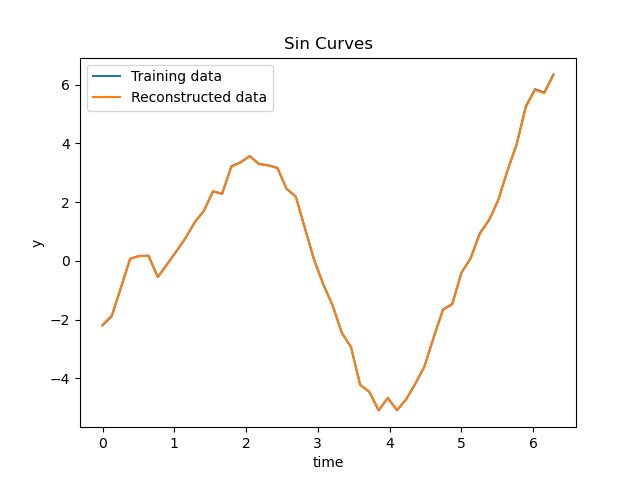 Sin Curves
Training data
Reconstructed data
y
6
4
2
0
−2
−4
0 1 2 3 4 5 6
time